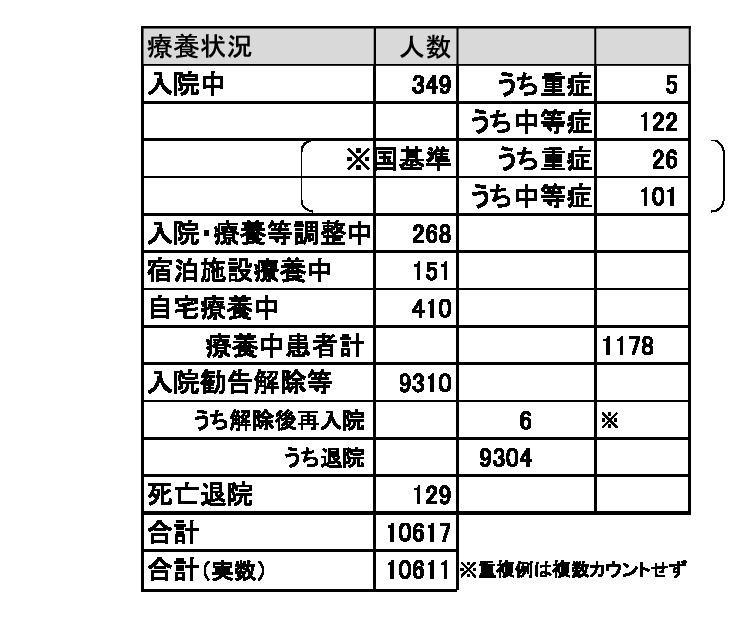 療養状況 人数
入院中 349 うち重症 5
うち中等症 122
※国基準 うち重症 26
うち中等症 101
入院・療養等調整中 268
宿泊施設療養中 151
自宅療養中 410
療養中患者計 1178
入院勧告解除等 9310
うち解除後再入院 6 ※
うち退院 9304
死亡退院 129
合計 10617
合計(実数) 10611 ※重複例は複数カウントせず